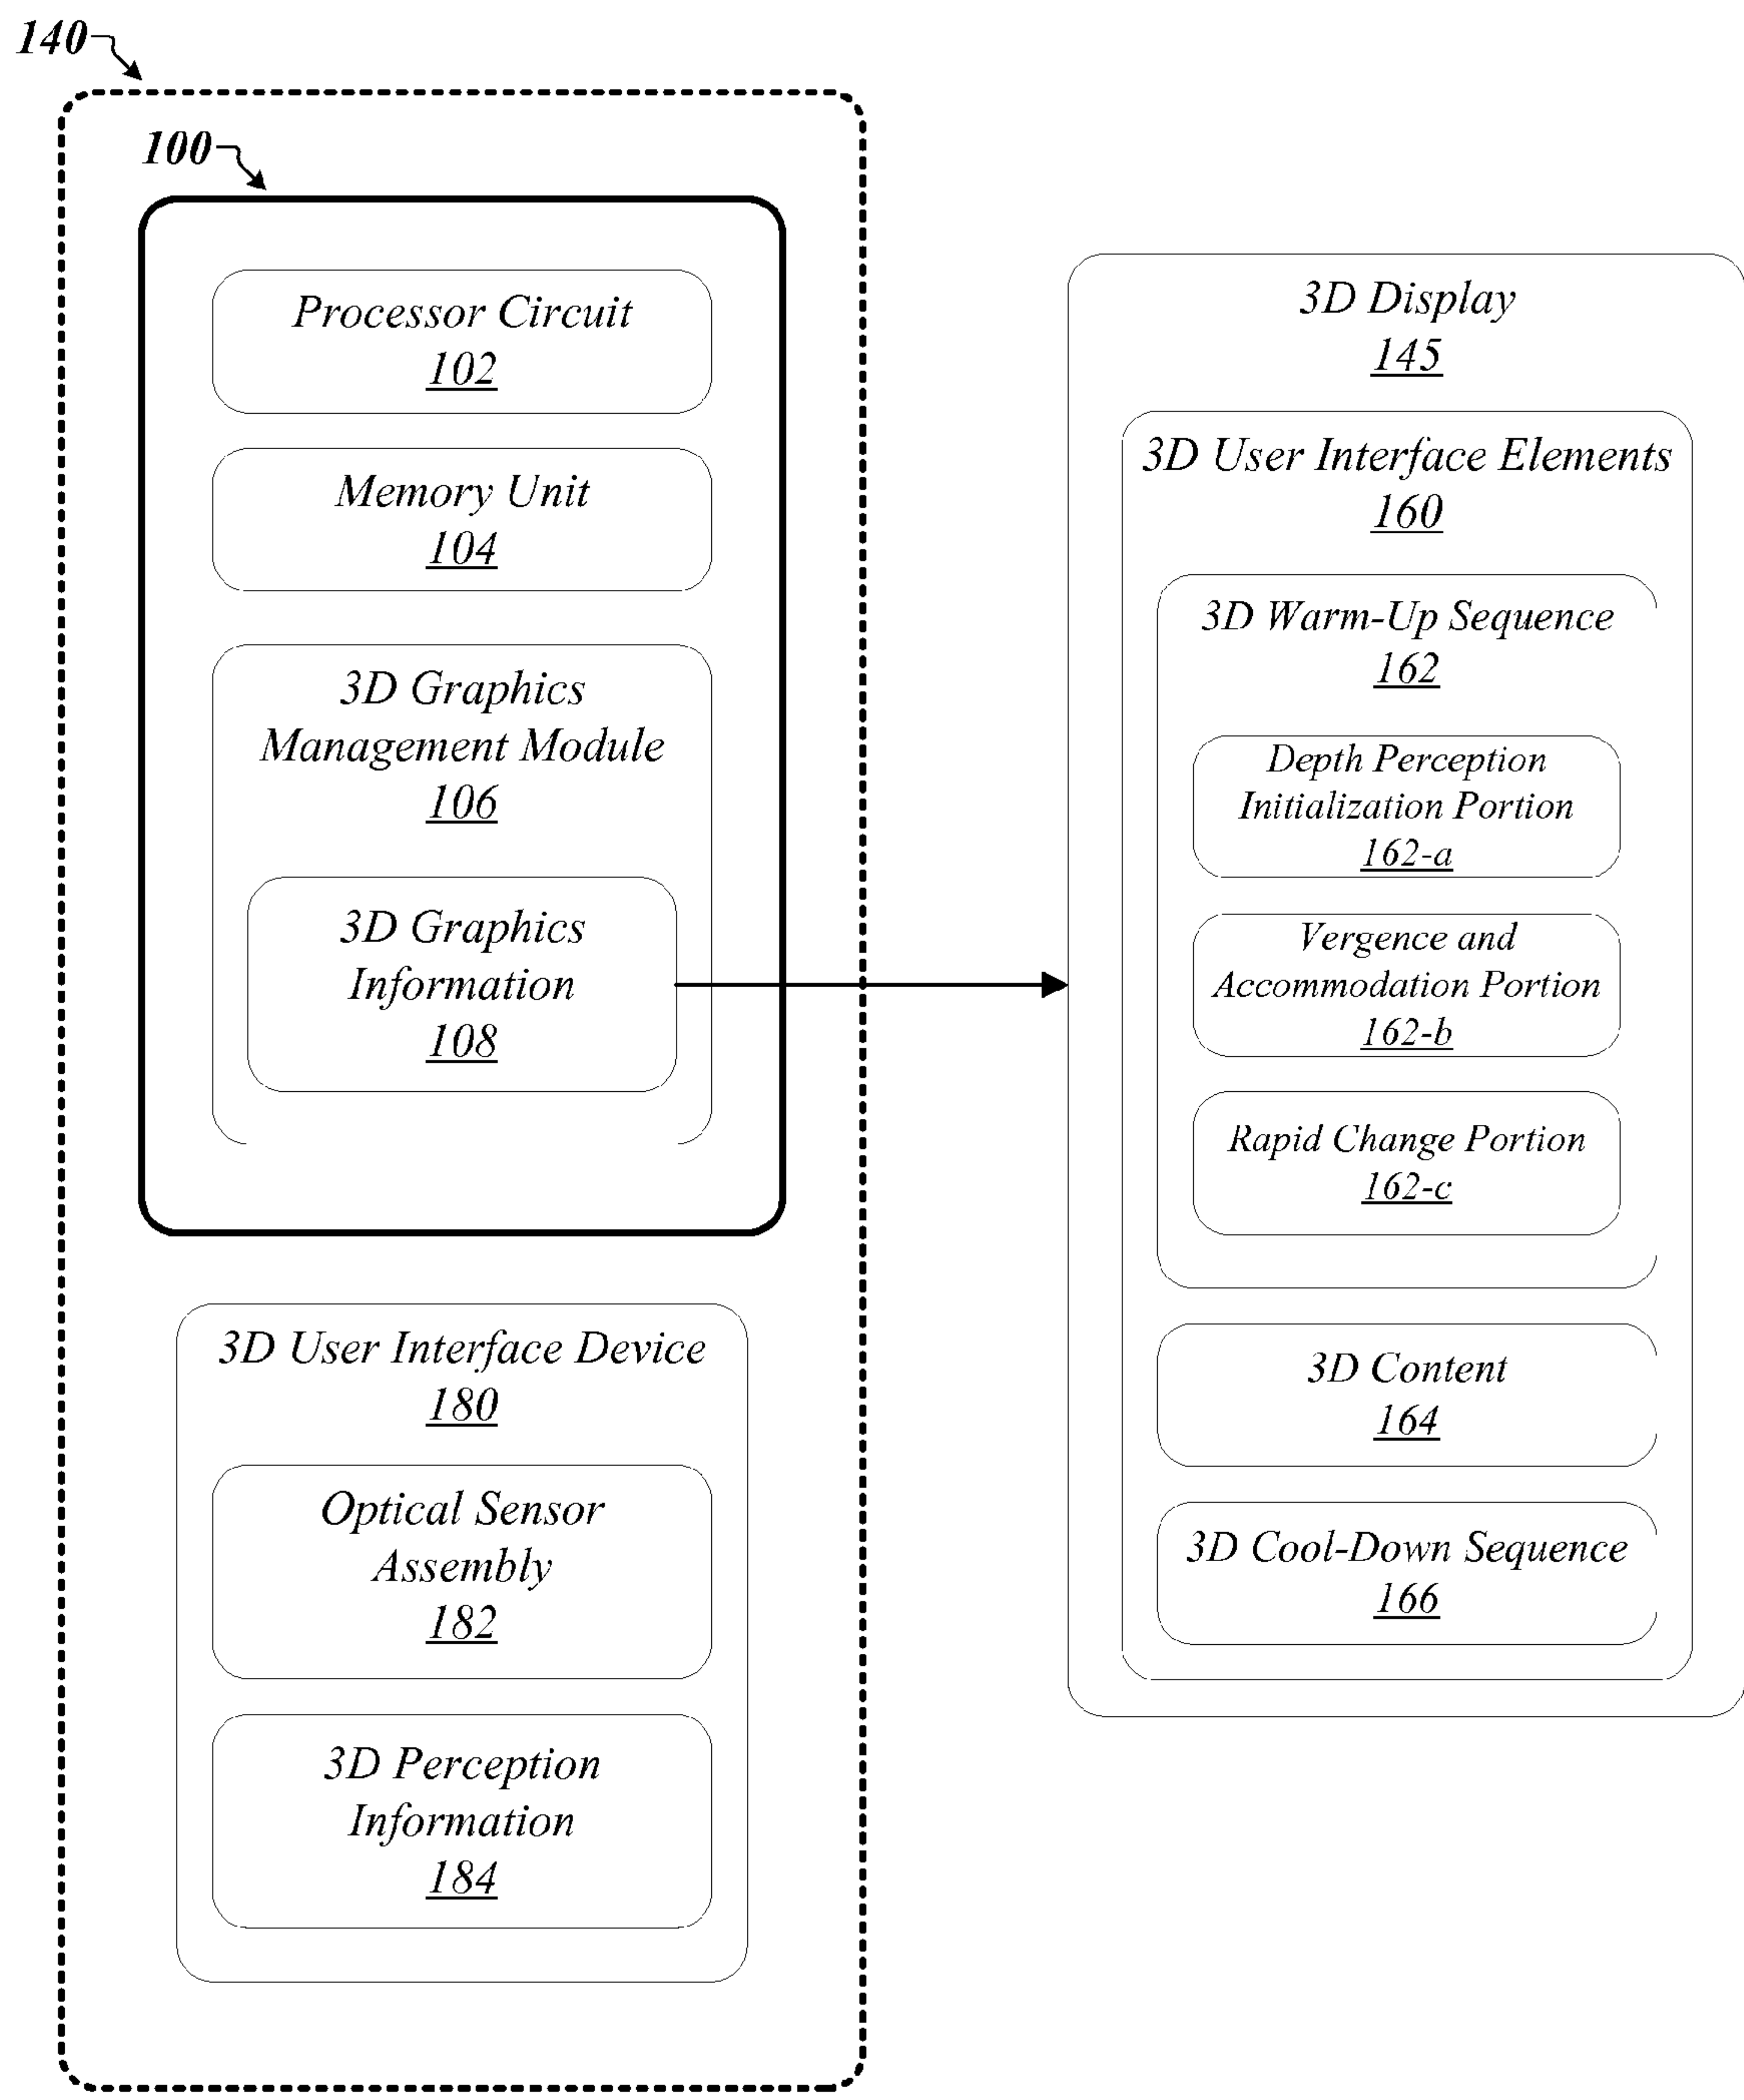 140
100
Processor Circuit
102
Memory Unit
104
3D Graphics
Management Module
106
3D Graphics
Information
108
3D User Interface Device
180
Optical Sensor
Assembly
182
3D Perception
Information
184
3D Display
145
3D User Interface Elements
160
3D Warm-Up Sequence
162
Depth Perception
Initialization Portion
162-a
Vergence and
Accommodation Portion
162-b
Rapid Change Portion
162-c
3D Content
164
3D Cool-Down Sequence
166